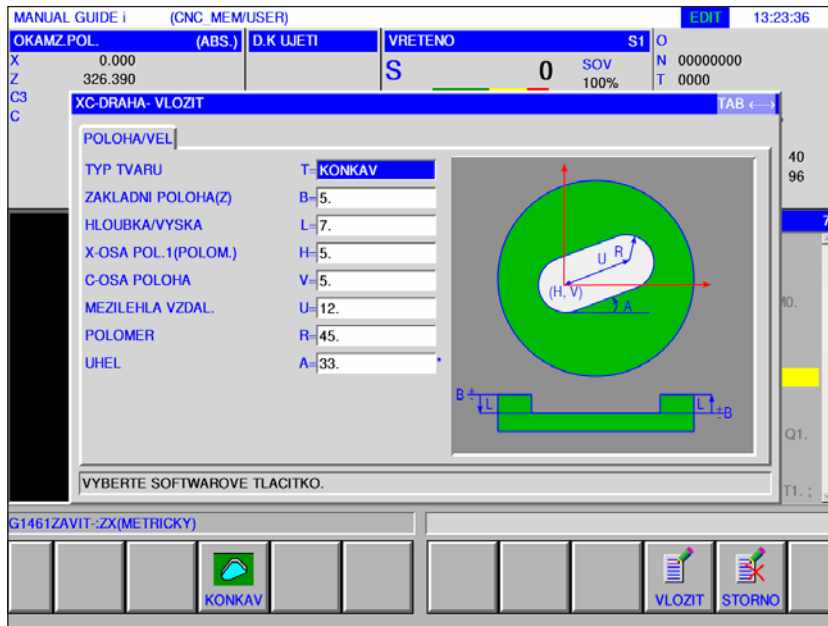 MANUAL GUIDE i (CNC_MEM/USER) EDIT 13:23:36
OKAMZ.POL. (ABS.) D.K UJETI VRETENO S1 O
X 0.000 S 0 SOV N 00000000
Z 326.390 100% T 0000
C3
C
XC-DRAHA- VLOZIT TAB ←→
POLOHA/VEL
TYP TVARU T= KONKAV
ZAKLADNI POLOHA(Z) B= 5.
HLOUBKA/VYSKA L= 7.
X-OSA POL.1(POLOM.) H= 5.
C-OSA POLOHA V= 5.
MEZILEHLA VZDAL. U= 12.
POLOMER R= 45.
UHEL A= 33. *
U R
(H, V)
A
B + L L ±B
40
96
7
M0.
Q1.
T1. ;
VYBERTE SOFTWAROVE TLACITKO.
G1461ZAVIT-:ZX(METRICKY)
KONKAV VLOZIT STORNO